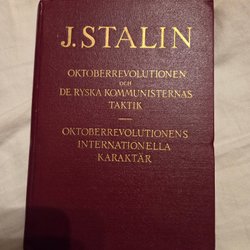 J. STALIN
OKTOBERREVOLUTIONEN
OCH
DE RYSKA KOMMUNISTERNAS
TAKTIK
OKTOBERREVOLUTIONENS
INTERNATIONELLA
KARAKTÄR